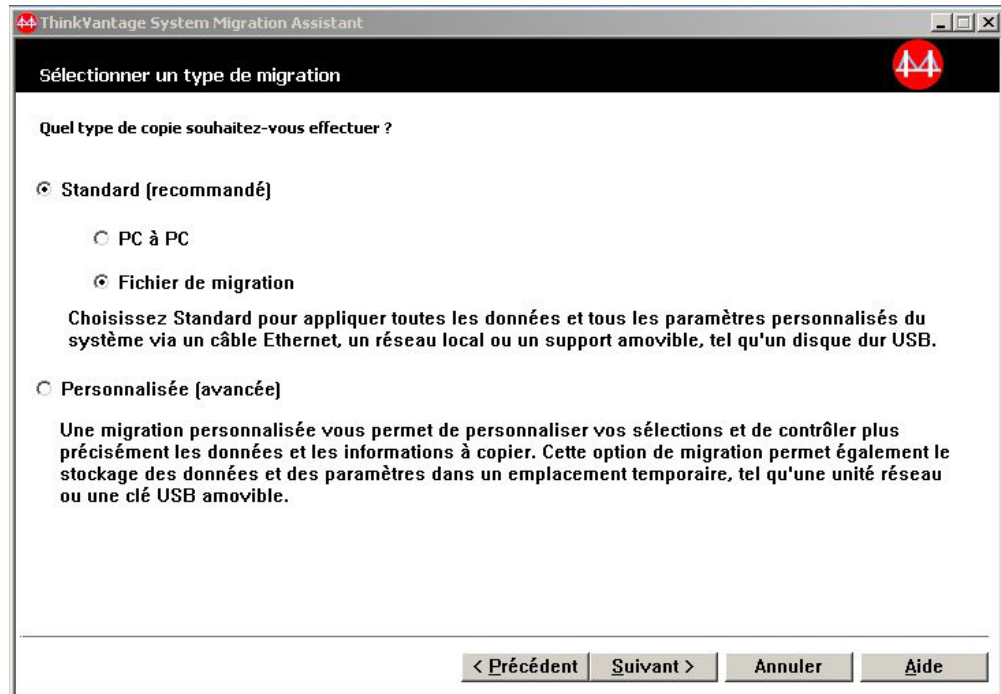 ThinkVantage System Migration Assistant
Sélectionner un type de migration
Quel type de copie souhaitez-vous effectuer ?
Standard (recommandé)
PC à PC
Fichier de migration
Choisissez Standard pour appliquer toutes les données et tous les paramètres personnalisés du
système via un câble Ethernet, un réseau local ou un support amovible, tel qu'un disque dur USB.
Personnalisée (avancée)
Une migration personnalisée vous permet de personnaliser vos sélections et de contrôler plus
précisément les données et les informations à copier. Cette option de migration permet également le
stockage des données et des paramètres dans un emplacement temporaire, tel qu'une unité réseau
ou une clé USB amovible.
< Précédent Suivant > Annuler Aide